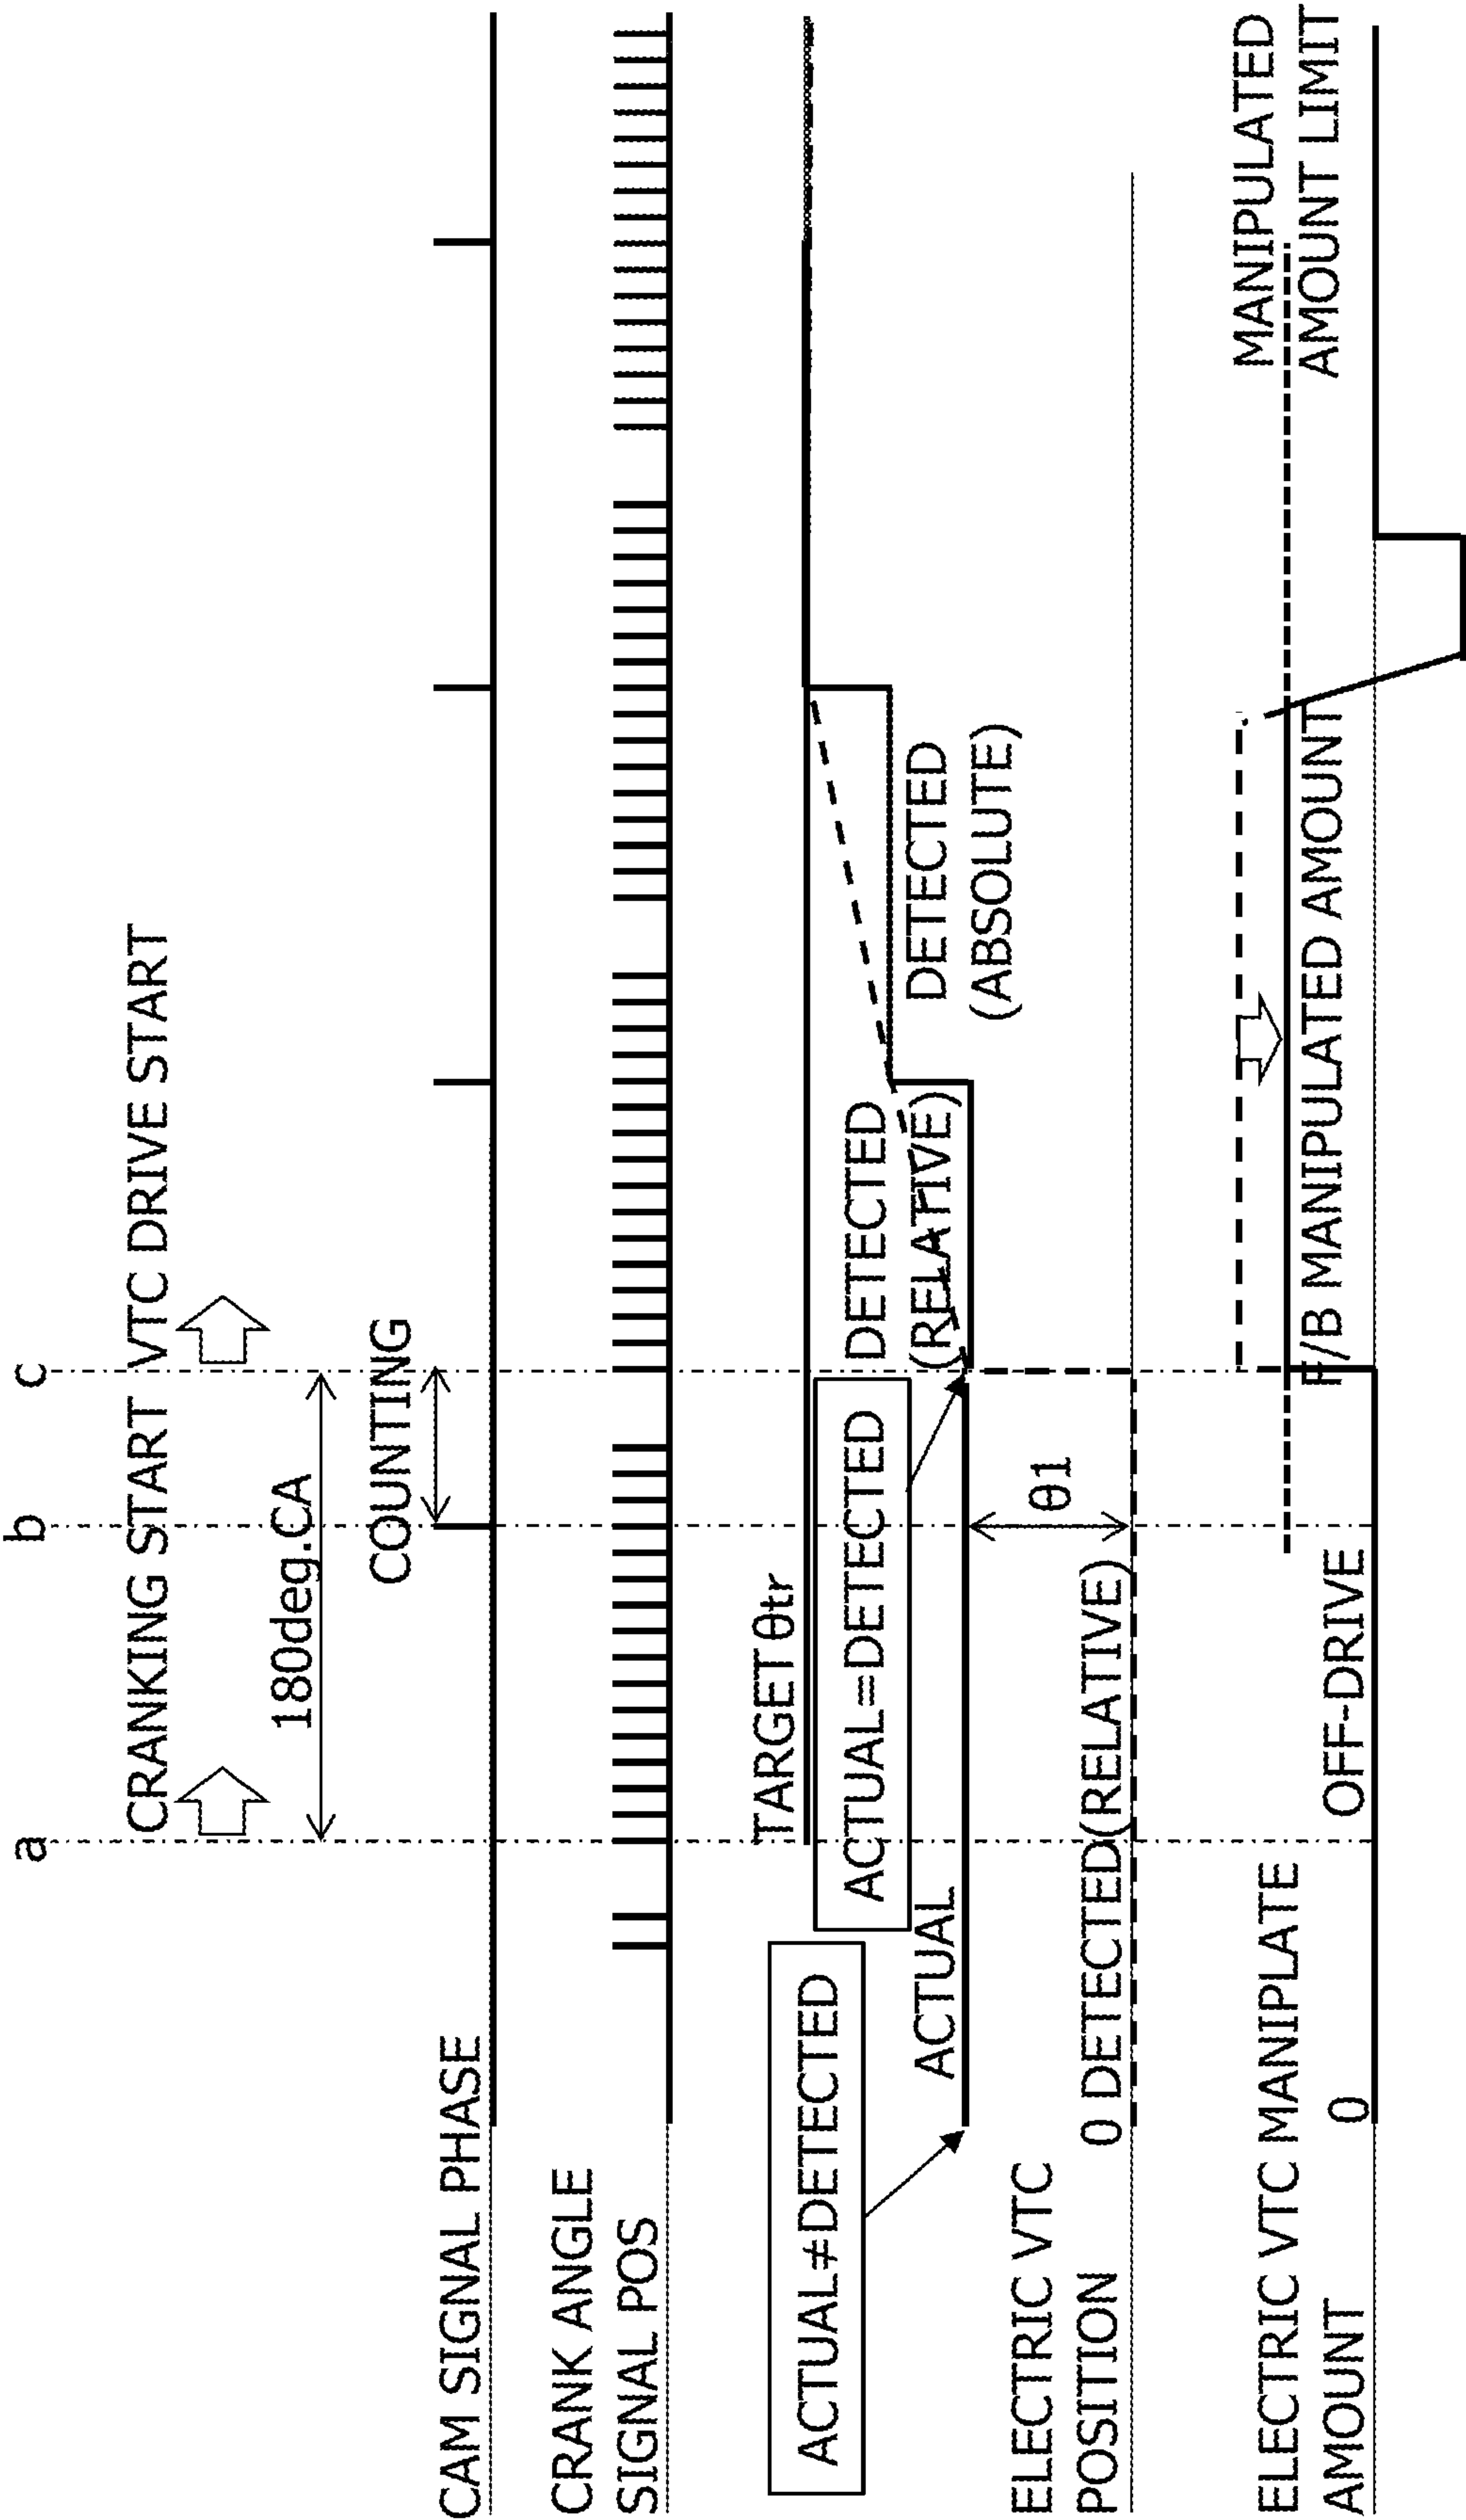 a
b
c
CRANKING START
VTC DRIVE START
180deg.CA
COUNTING
CAM SIGNAL PHASE
CRANK ANGLE
SIGNAL POS
TARGET θtr
ACTUAL≠DETECTED
ACTUAL=DETECTED
ACTUAL
DETECTED
(RELATIVE)
DETECTED
(ABSOLUTE)
θ1
ELECTRIC VTC
POSITION
0 DETECTED(RELATIVE)
MANIPULATED
AMOUNT LIMIT
F/B MANIPULATED AMOUNT
ELECTRIC VTC MANIPLATE
AMOUNT
0
OFF-DRIVE